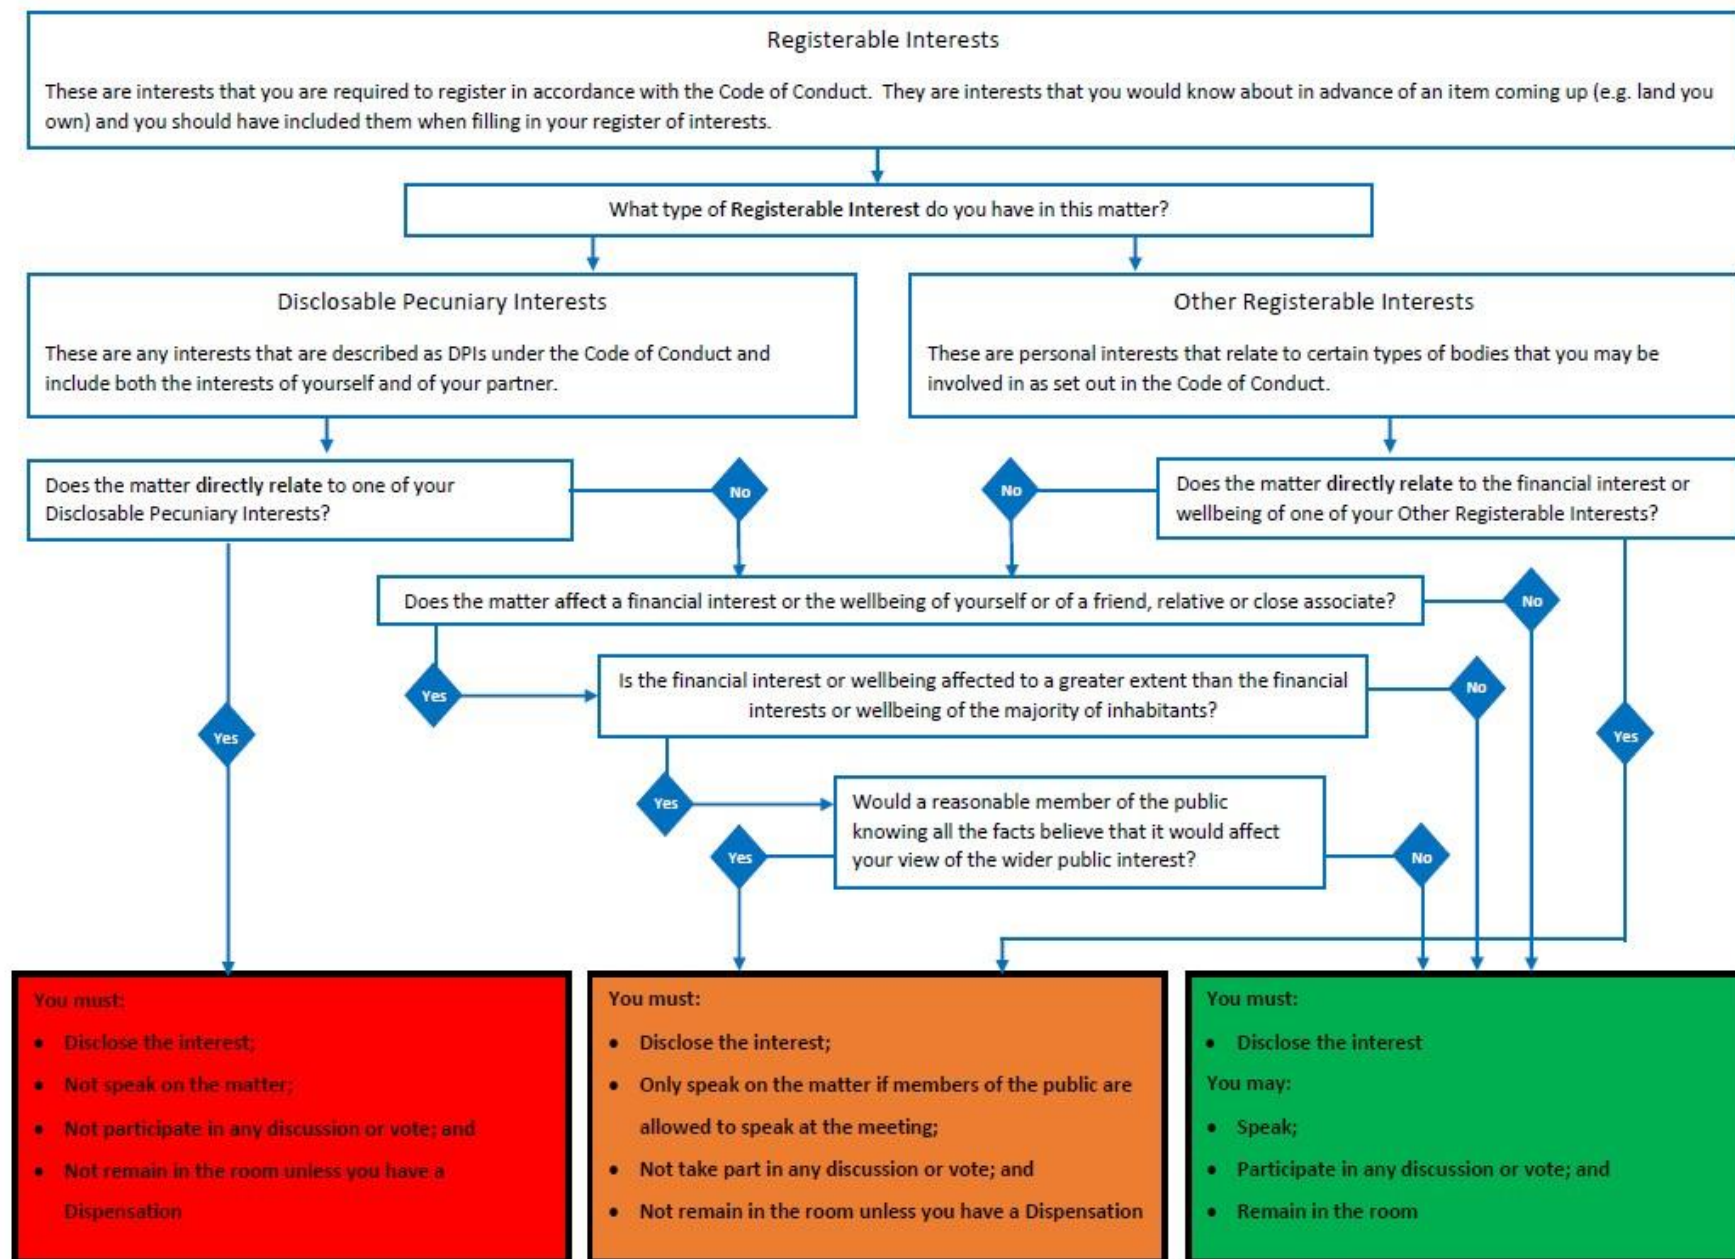 Registerable Interests
These are interests that you are required to register in accordance with the Code of Conduct. They are interests that you would know about in advance of an item coming up (e.g. land you
own) and you should have included them when filling in your register of interests.
What type of Registerable Interest do you have in this matter?
Disclosable Pecuniary Interests
These are any interests that are described as DPIs under the Code of Conduct and
include both the interests of yourself and of your partner.
Other Registerable Interests
These are personal interests that relate to certain types of bodies that you may be
involved in as set out in the Code of Conduct.
Does the matter directly relate to one of your
Disclosable Pecuniary Interests?
No
No
Does the matter directly relate to the financial interest or
wellbeing of one of your Other Registerable Interests?
Does the matter affect a financial interest or the wellbeing of yourself or of a friend, relative or close associate?
No
Yes
Is the financial interest or wellbeing affected to a greater extent than the financial
interests or wellbeing of the majority of inhabitants?
No
Yes
Yes
Yes
Would a reasonable member of the public
knowing all the facts believe that it would affect
your view of the wider public interest?
Yes
No
You must:
• Disclose the interest;
• Not speak on the matter;
• Not participate in any discussion or vote; and
• Not remain in the room unless you have a
Dispensation
You must:
• Disclose the interest;
• Only speak on the matter if members of the public are
allowed to speak at the meeting;
• Not take part in any discussion or vote; and
• Not remain in the room unless you have a Dispensation
You must:
• Disclose the interest
You may:
• Speak;
• Participate in any discussion or vote; and
• Remain in the room